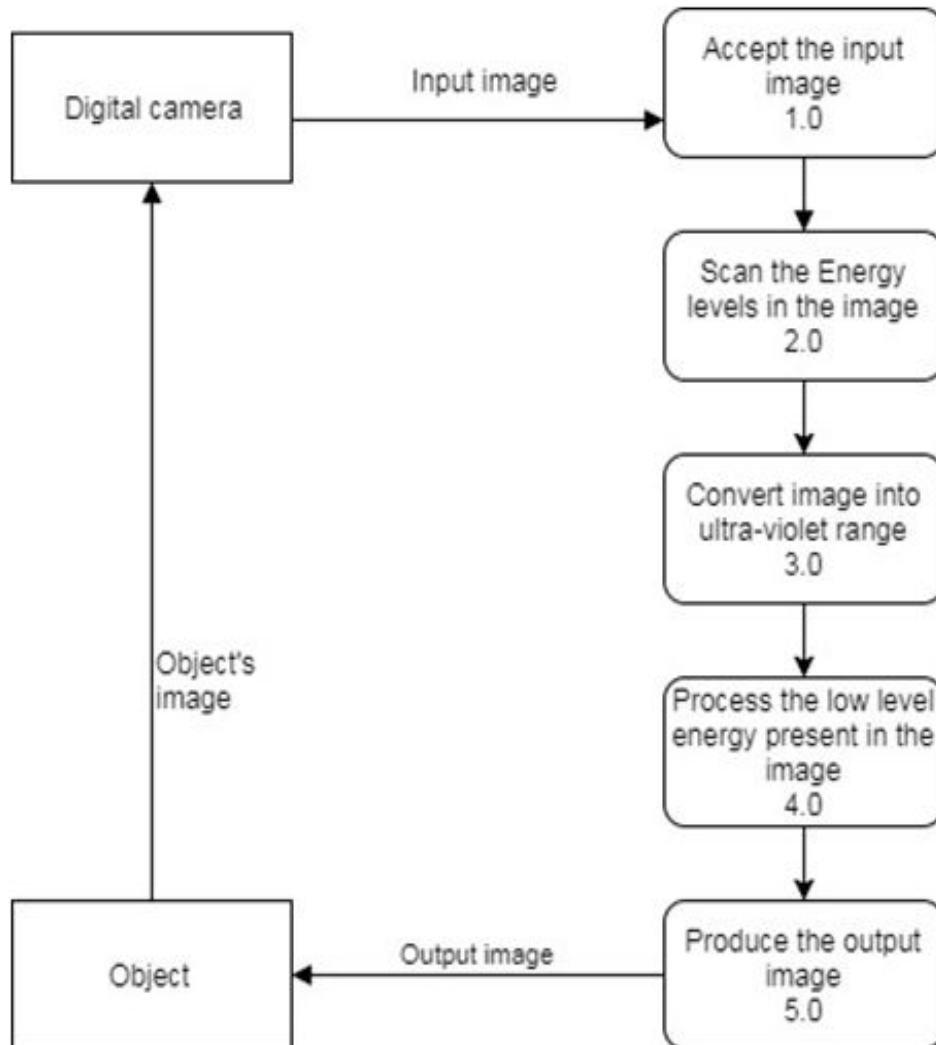 Digital camera
Input image
Accept the input
image
1.0
Scan the Energy
levels in the image
2.0
Convert image into
ultra-violet range
3.0
Process the low level
energy present in the
image
4.0
Produce the output
image
5.0
Output image
Object
Object's
image